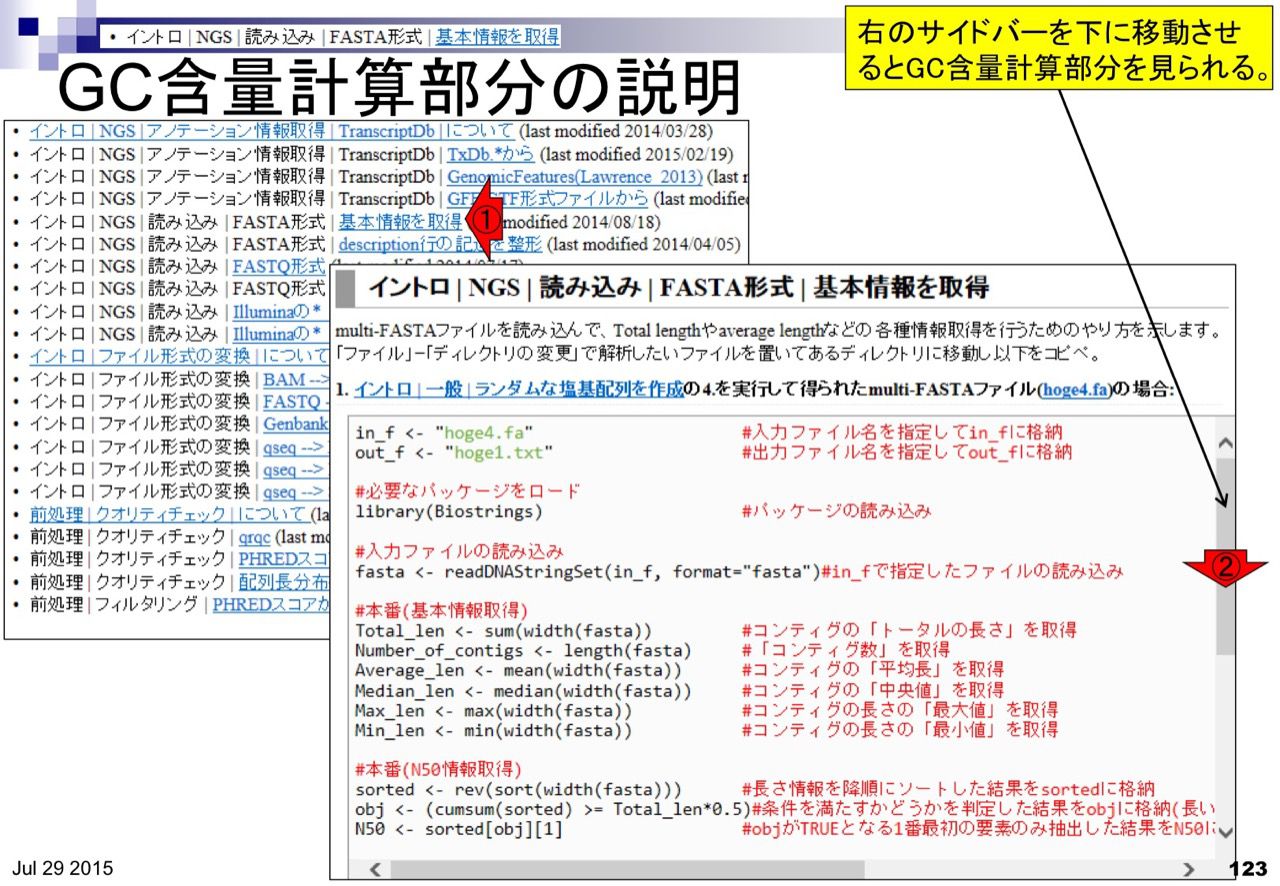 • イントロ | NGS | 読み込み | FASTA形式 | 基本情報を取得
右のサイドバーを下に移動させ
るとGC含量計算部分を見られる。
GC含量計算部分の説明
• イントロ | NGS | アノテーション情報取得 | TranscriptDb | について (last modified 2014/03/28)
• イントロ | NGS | アノテーション情報取得 | TranscriptDb | TxDb.*から (last modified 2015/02/19)
• イントロ | NGS | アノテーション情報取得 | TranscriptDb | GenomicFeatures(Lawrence_2013) (last
• イントロ | NGS | アノテーション情報取得 | TranscriptDb | GFF/GTF形式ファイルから (last modified
• イントロ | NGS | 読み込み | FASTA形式 | 基本情報を取得 ① modified 2014/08/18)
• イントロ | NGS | 読み込み | FASTA形式 | description行の記述を整形 (last modified 2014/04/05)
• イントロ | NGS | 読み込み | FASTQ形式 (last modified 2014/07/17)
• イントロ | NGS | 読み込み | FASTQ形式
• イントロ | NGS | 読み込み | Illuminaの*
• イントロ | NGS | 読み込み | Illuminaの*
• イントロ | ファイル形式の変換 | について
• イントロ | ファイル形式の変換 | BAM -->
• イントロ | ファイル形式の変換 | FASTQ -
• イントロ | ファイル形式の変換 | Genbank
• イントロ | ファイル形式の変換 | qseq -->
• イントロ | ファイル形式の変換 | qseq -->
• イントロ | ファイル形式の変換 | qseq -->
• 前処理 | クオリティチェック | について (la
• 前処理 | クオリティチェック | qrqc (last mo
• 前処理 | クオリティチェック | PHREDスコ
• 前処理 | クオリティチェック | 配列長分布
• 前処理 | フィルタリング | PHREDスコアが
イントロ | NGS | 読み込み | FASTA形式 | 基本情報を取得
multi-FASTAファイルを読み込んで、Total lengthやaverage lengthなどの各種情報取得を行うためのやり方を示します。
「ファイル」−「ディレクトリの変更」で解析したいファイルを置いてあるディレクトリに移動し以下をコピペ。
1. イントロ | 一般 | ランダムな塩基配列を作成の4.を実行して得られたmulti-FASTAファイル(hoge4.fa)の場合:
in_f <- "hoge4.fa" #入力ファイル名を指定してin_fに格納
out_f <- "hoge1.txt" #出力ファイル名を指定してout_fに格納
#必要なパッケージをロード
library(Biostrings) #パッケージの読み込み
#入力ファイルの読み込み
fasta <- readDNAStringSet(in_f, format="fasta")#in_fで指定したファイルの読み込み
②
#本番(基本情報取得)
Total_len <- sum(width(fasta)) #コンティグの「トータルの長さ」を取得
Number_of_contigs <- length(fasta) #「コンティグ数」を取得
Average_len <- mean(width(fasta)) #コンティグの「平均長」を取得
Median_len <- median(width(fasta)) #コンティグの「中央値」を取得
Max_len <- max(width(fasta)) #コンティグの長さの「最大値」を取得
Min_len <- min(width(fasta)) #コンティグの長さの「最小値」を取得
#本番(N50情報取得)
sorted <- rev(sort(width(fasta))) #長さ情報を降順にソートした結果をsortedに格納
obj <- (cumsum(sorted) >= Total_len*0.5)#条件を満たすかどうかを判定した結果をobjに格納(長い
N50 <- sorted[obj][1] #objがTRUEとなる1番最初の要素のみ抽出した結果をN50に
Jul 29 2015
123